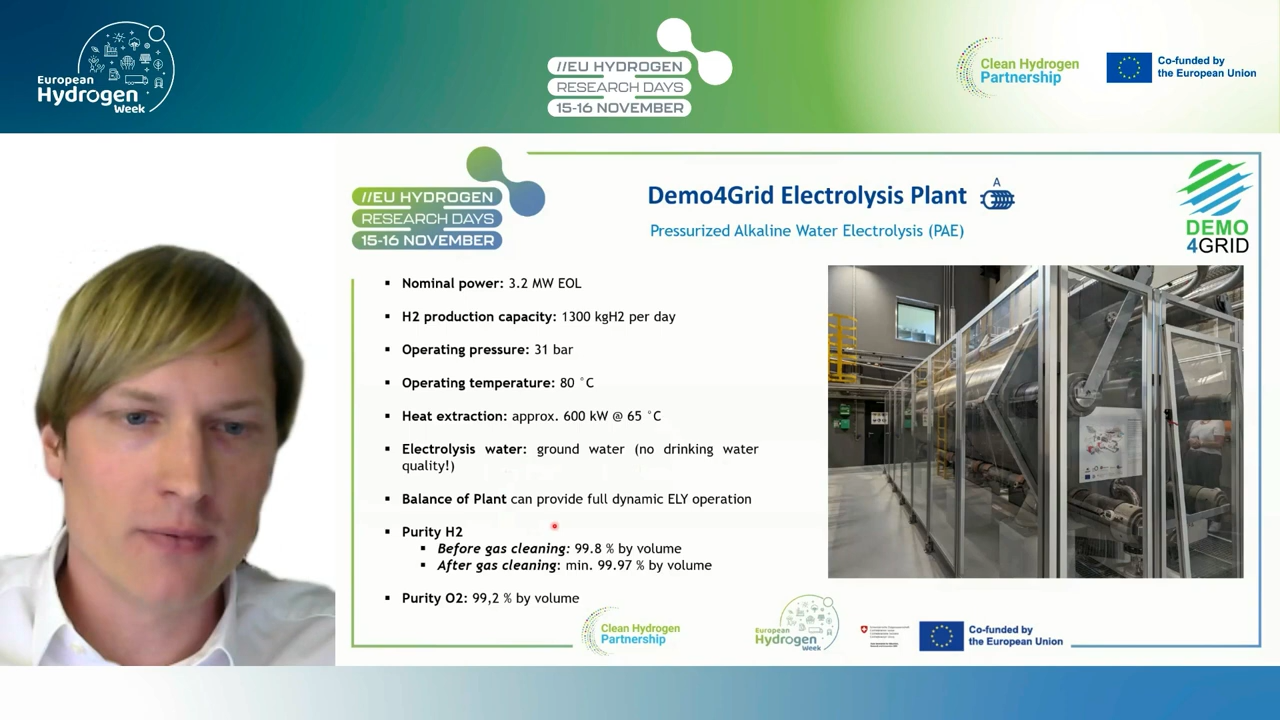 European
Hydrogen
Week
//EU HYDROGEN
RESEARCH DAYS
15-16 NOVEMBER
Clean Hydrogen
Partnership
Co-funded by
the European Union
//EU HYDROGEN
RESEARCH DAYS
15-16 NOVEMBER
Demo4Grid Electrolysis Plant
A
Pressurized Alkaline Water Electrolysis (PAE)
DEMO
4GRID
▪ Nominal power: 3.2 MW EOL
▪ H2 production capacity: 1300 kgH2 per day
▪ Operating pressure: 31 bar
▪ Operating temperature: 80 °C
▪ Heat extraction: approx. 600 kW @ 65 °C
▪ Electrolysis water: ground water (no drinking water
quality!)
▪ Balance of Plant can provide full dynamic ELY operation
▪ Purity H2
▪ Before gas cleaning: 99.8 % by volume
▪ After gas cleaning: min. 99.97 % by volume
▪ Purity O2: 99,2 % by volume
Clean Hydrogen
Partnership
European
Hydrogen
Week
Co-funded by
the European Union